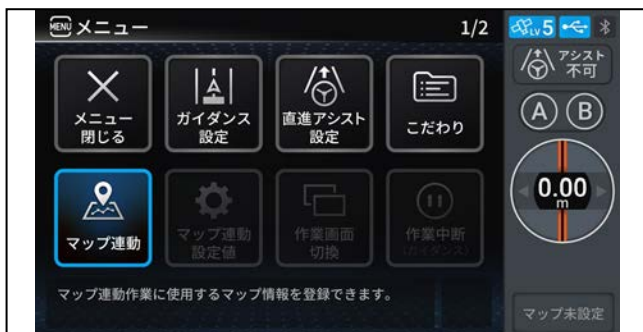 MENU メニュー 1/2
LV 5
アシスト
不可
メニュー
閉じる
ガイダンス
設定
直進アシスト
設定
こだわり
A B
0.00
m
マップ連動
マップ連動
設定値
作業画面
切換
作業中断
(ガイダンス)
マップ連動作業に使用するマップ情報を登録できます。
マップ未設定